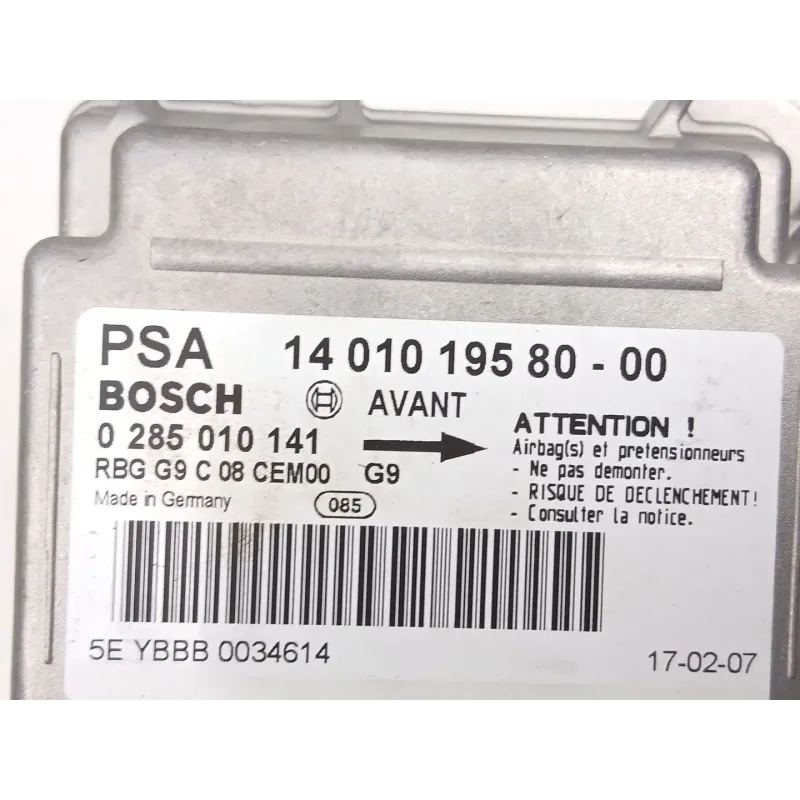 PSA 14 010 195 80 - 00
BOSCH AVANT
0 285 010 141
RBG G9 C 08 CEM00 G9
Made in Germany 085
ATTENTION !
Airbag(s) et pretensionneurs
- Ne pas demonter.
- RISQUE DE DECLENCHEMENT!
- Consulter la notice.
5E YBBB 0034614 17-02-07